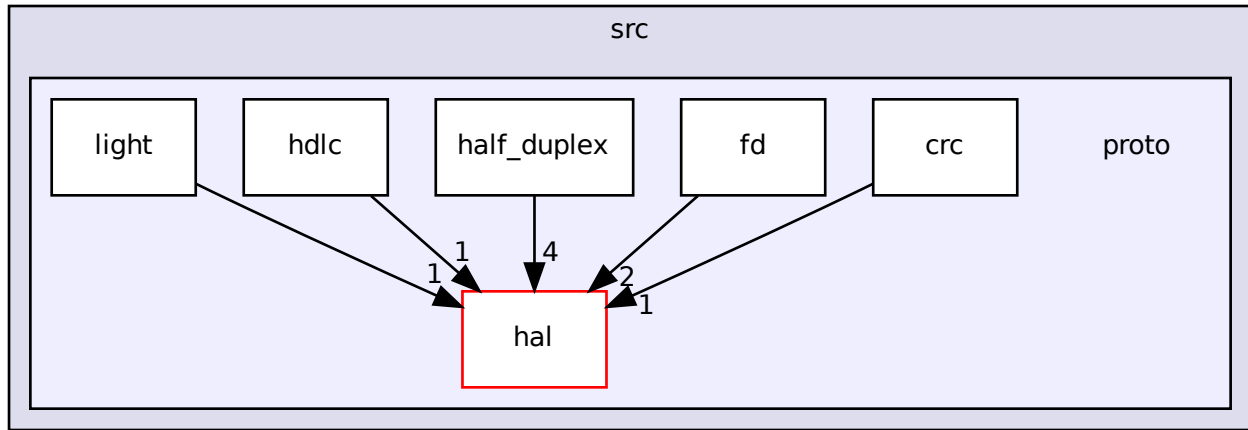 src
light
hdlc
half_duplex
fd
crc
proto
1
1
4
2
1
hal